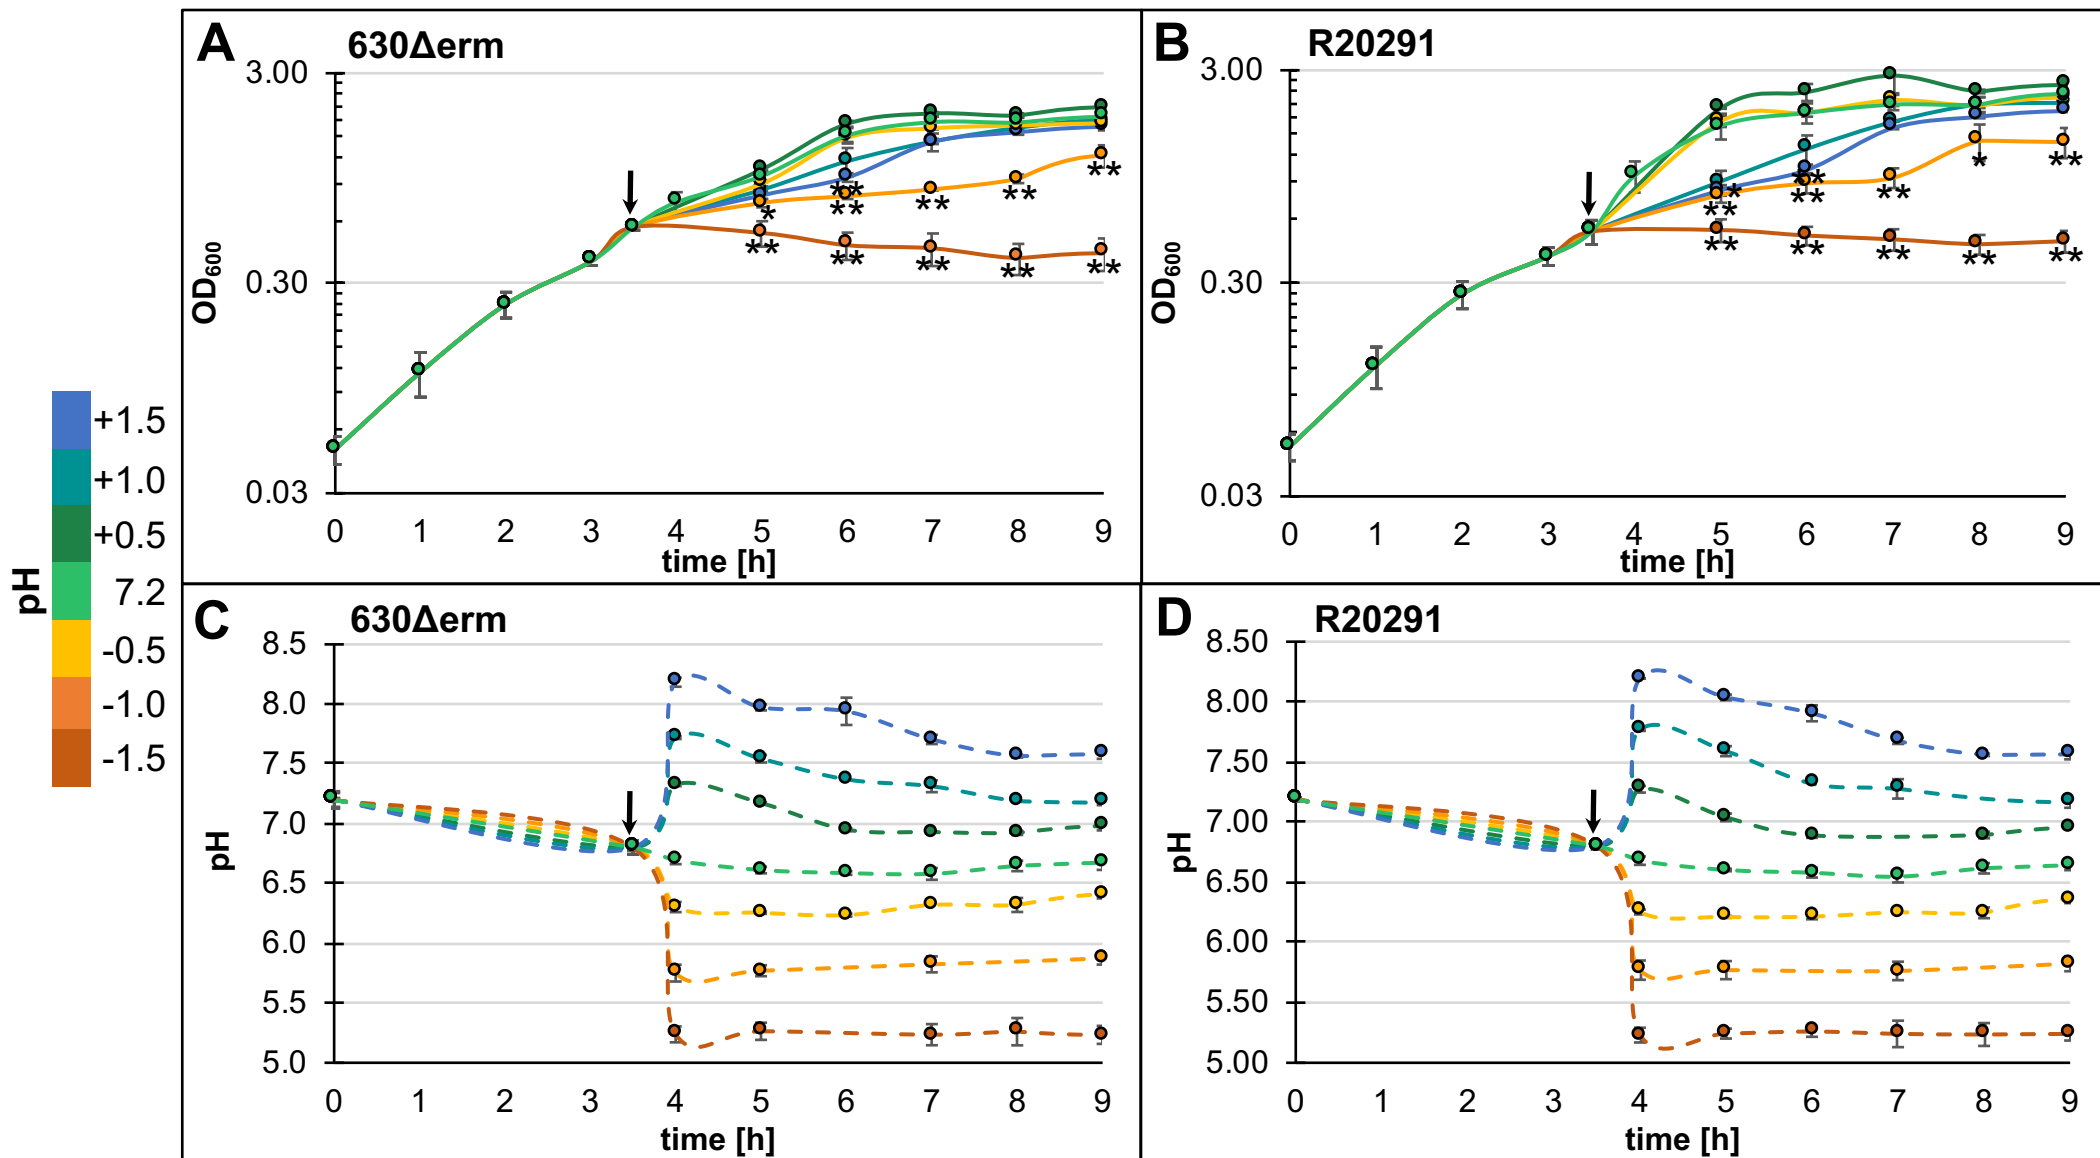 A 630Δerm
3.00
0.30
0.03
OD600
0 1 2 3 4 5 6 7 8 9
time [h]
* ** ** ** ** ** **
** ** ** ** **
B R20291
3.00
0.30
0.03
OD600
0 1 2 3 4 5 6 7 8 9
time [h]
** ** ** ** ** * **
** ** ** ** **
pH
+1.5
+1.0
+0.5
7.2
-0.5
-1.0
-1.5
C 630Δerm
8.5
8.0
7.5
7.0
6.5
6.0
5.5
5.0
pH
0 1 2 3 4 5 6 7 8 9
time [h]
D R20291
8.50
8.00
7.50
7.00
6.50
6.00
5.50
5.00
pH
0 1 2 3 4 5 6 7 8 9
time [h]